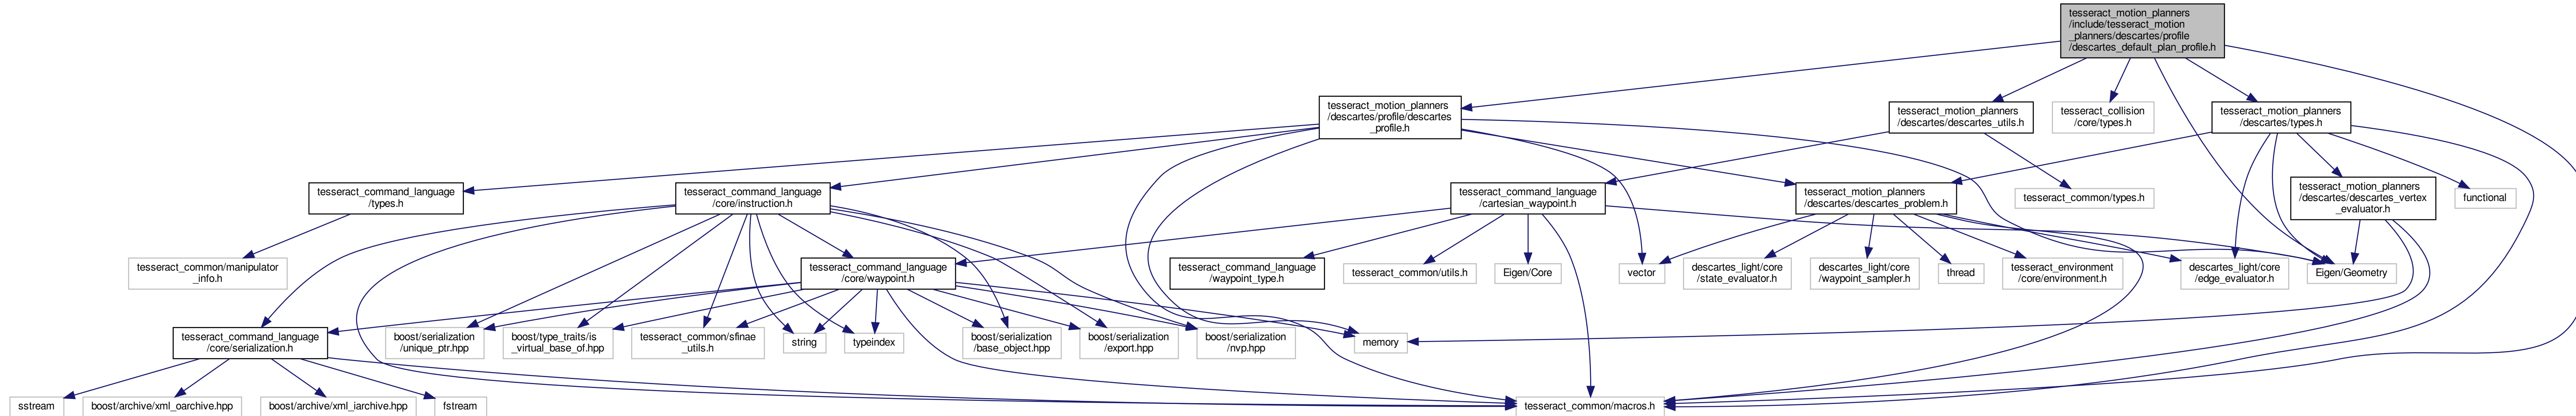 tesseract_motion_planners
/include/tesseract_motion
_planners/descartes/profile
/descartes_default_plan_profile.h
tesseract_motion_planners
/descartes/profile/descartes
_profile.h
tesseract_motion_planners
/descartes/descartes_utils.h
tesseract_collision
/core/types.h
tesseract_motion_planners
/descartes/types.h
tesseract_command_language
/types.h
tesseract_command_language
/core/instruction.h
tesseract_command_language
/cartesian_waypoint.h
tesseract_motion_planners
/descartes/descartes_problem.h
tesseract_common/types.h
tesseract_motion_planners
/descartes/descartes_vertex
_evaluator.h
functional
tesseract_common/manipulator
_info.h
tesseract_command_language
/core/waypoint.h
tesseract_command_language
/waypoint_type.h
tesseract_common/utils.h
Eigen/Core
vector
descartes_light/core
/state_evaluator.h
descartes_light/core
/waypoint_sampler.h
thread
tesseract_environment
/core/environment.h
descartes_light/core
/edge_evaluator.h
Eigen/Geometry
tesseract_command_language
/core/serialization.h
boost/serialization
/unique_ptr.hpp
boost/type_traits/is
_virtual_base_of.hpp
tesseract_common/sfinae
_utils.h
string
typeindex
boost/serialization
/base_object.hpp
boost/serialization
/export.hpp
boost/serialization
/nvp.hpp
memory
sstream
boost/archive/xml_oarchive.hpp
boost/archive/xml_iarchive.hpp
fstream
tesseract_common/macros.h